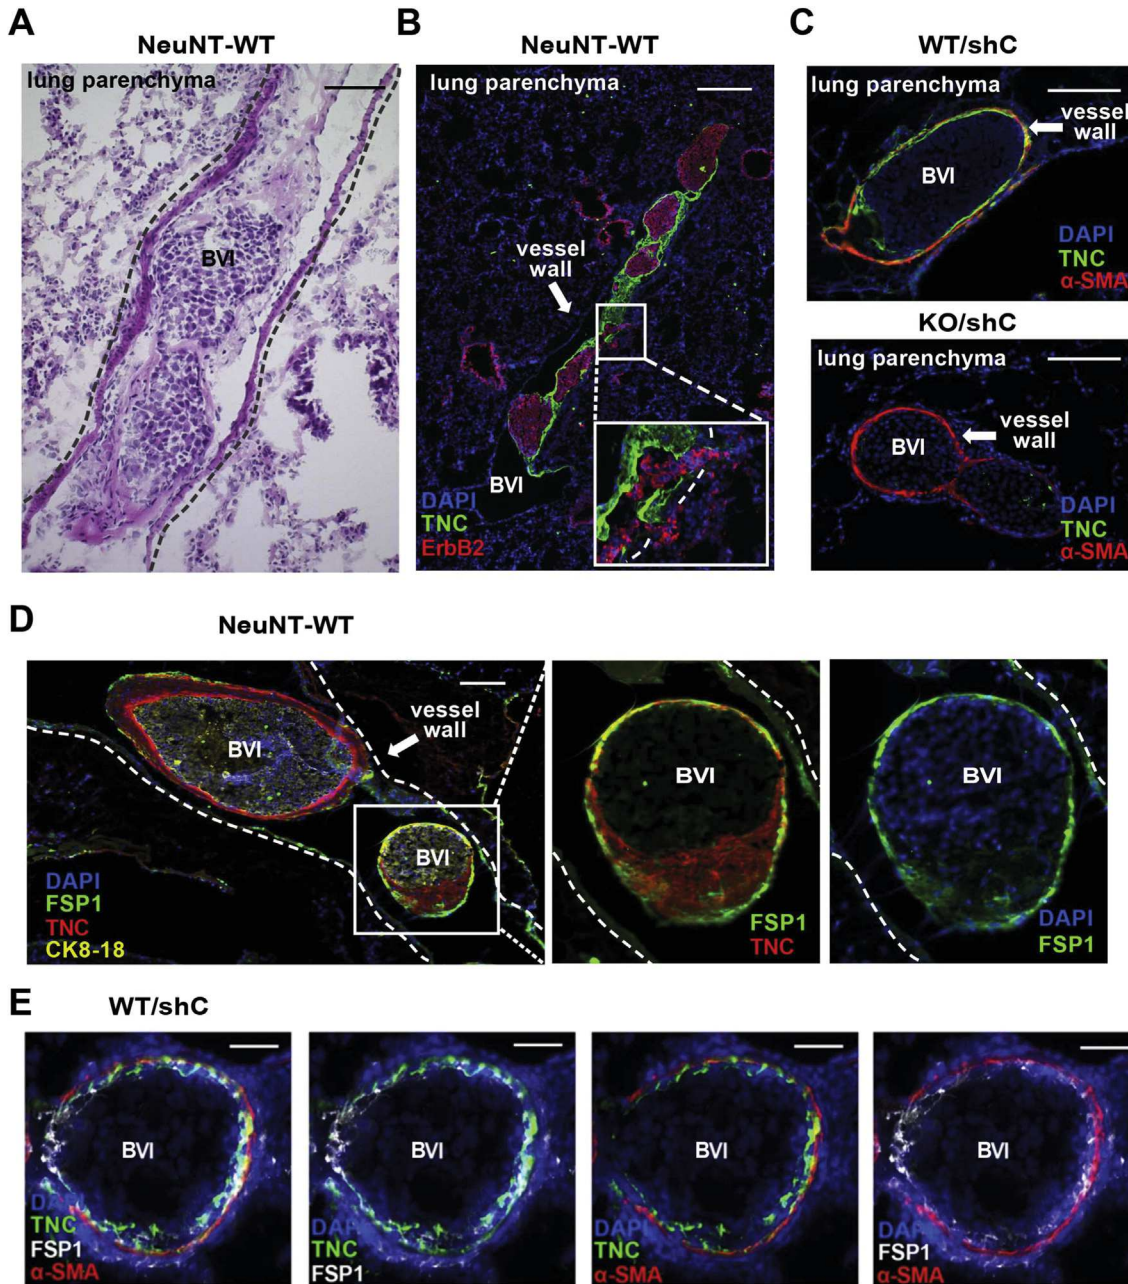 A
NeuNT-WT
lung parenchyma
BVI
B
NeuNT-WT
lung parenchyma
vessel
wall
BVI
DAPI
TNC
ErbB2
C
WT/shC
lung parenchyma
vessel
wall
BVI
DAPI
TNC
α-SMA
KO/shC
lung parenchyma
vessel
wall
BVI
DAPI
TNC
α-SMA
D
NeuNT-WT
vessel
wall
BVI
BVI
DAPI
FSP1
TNC
CK8-18
BVI
FSP1
TNC
BVI
DAPI
FSP1
E
WT/shC
BVI
DAPI
TNC
FSP1
α-SMA
BVI
DAPI
TNC
FSP1
BVI
DAPI
TNC
α-SMA
BVI
DAPI
FSP1
α-SMA